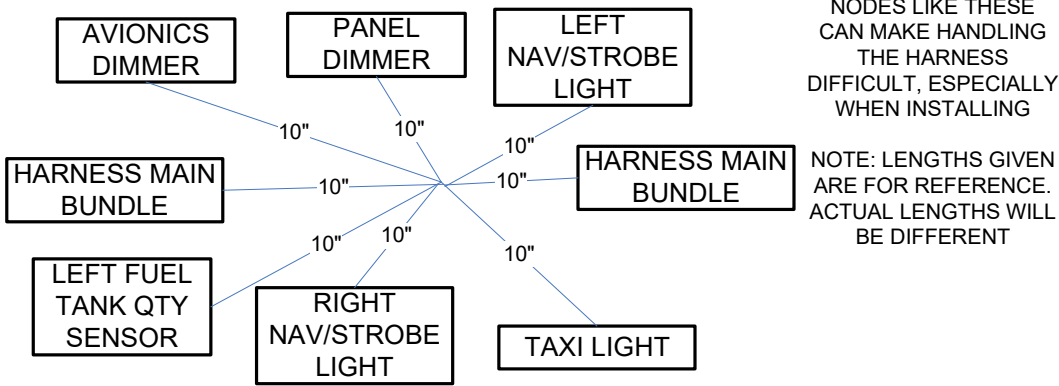 AVIONICS
DIMMER
PANEL
DIMMER
LEFT
NAV/STROBE
LIGHT
NODES LIKE THESE
CAN MAKE HANDLING
THE HARNESS
DIFFICULT, ESPECIALLY
WHEN INSTALLING
10"
10"
10"
HARNESS MAIN
BUNDLE
10"
10"
HARNESS MAIN
BUNDLE
NOTE: LENGTHS GIVEN
ARE FOR REFERENCE.
ACTUAL LENGTHS WILL
BE DIFFERENT
10"
10"
10"
LEFT FUEL
TANK QTY
SENSOR
RIGHT
NAV/STROBE
LIGHT
TAXI LIGHT